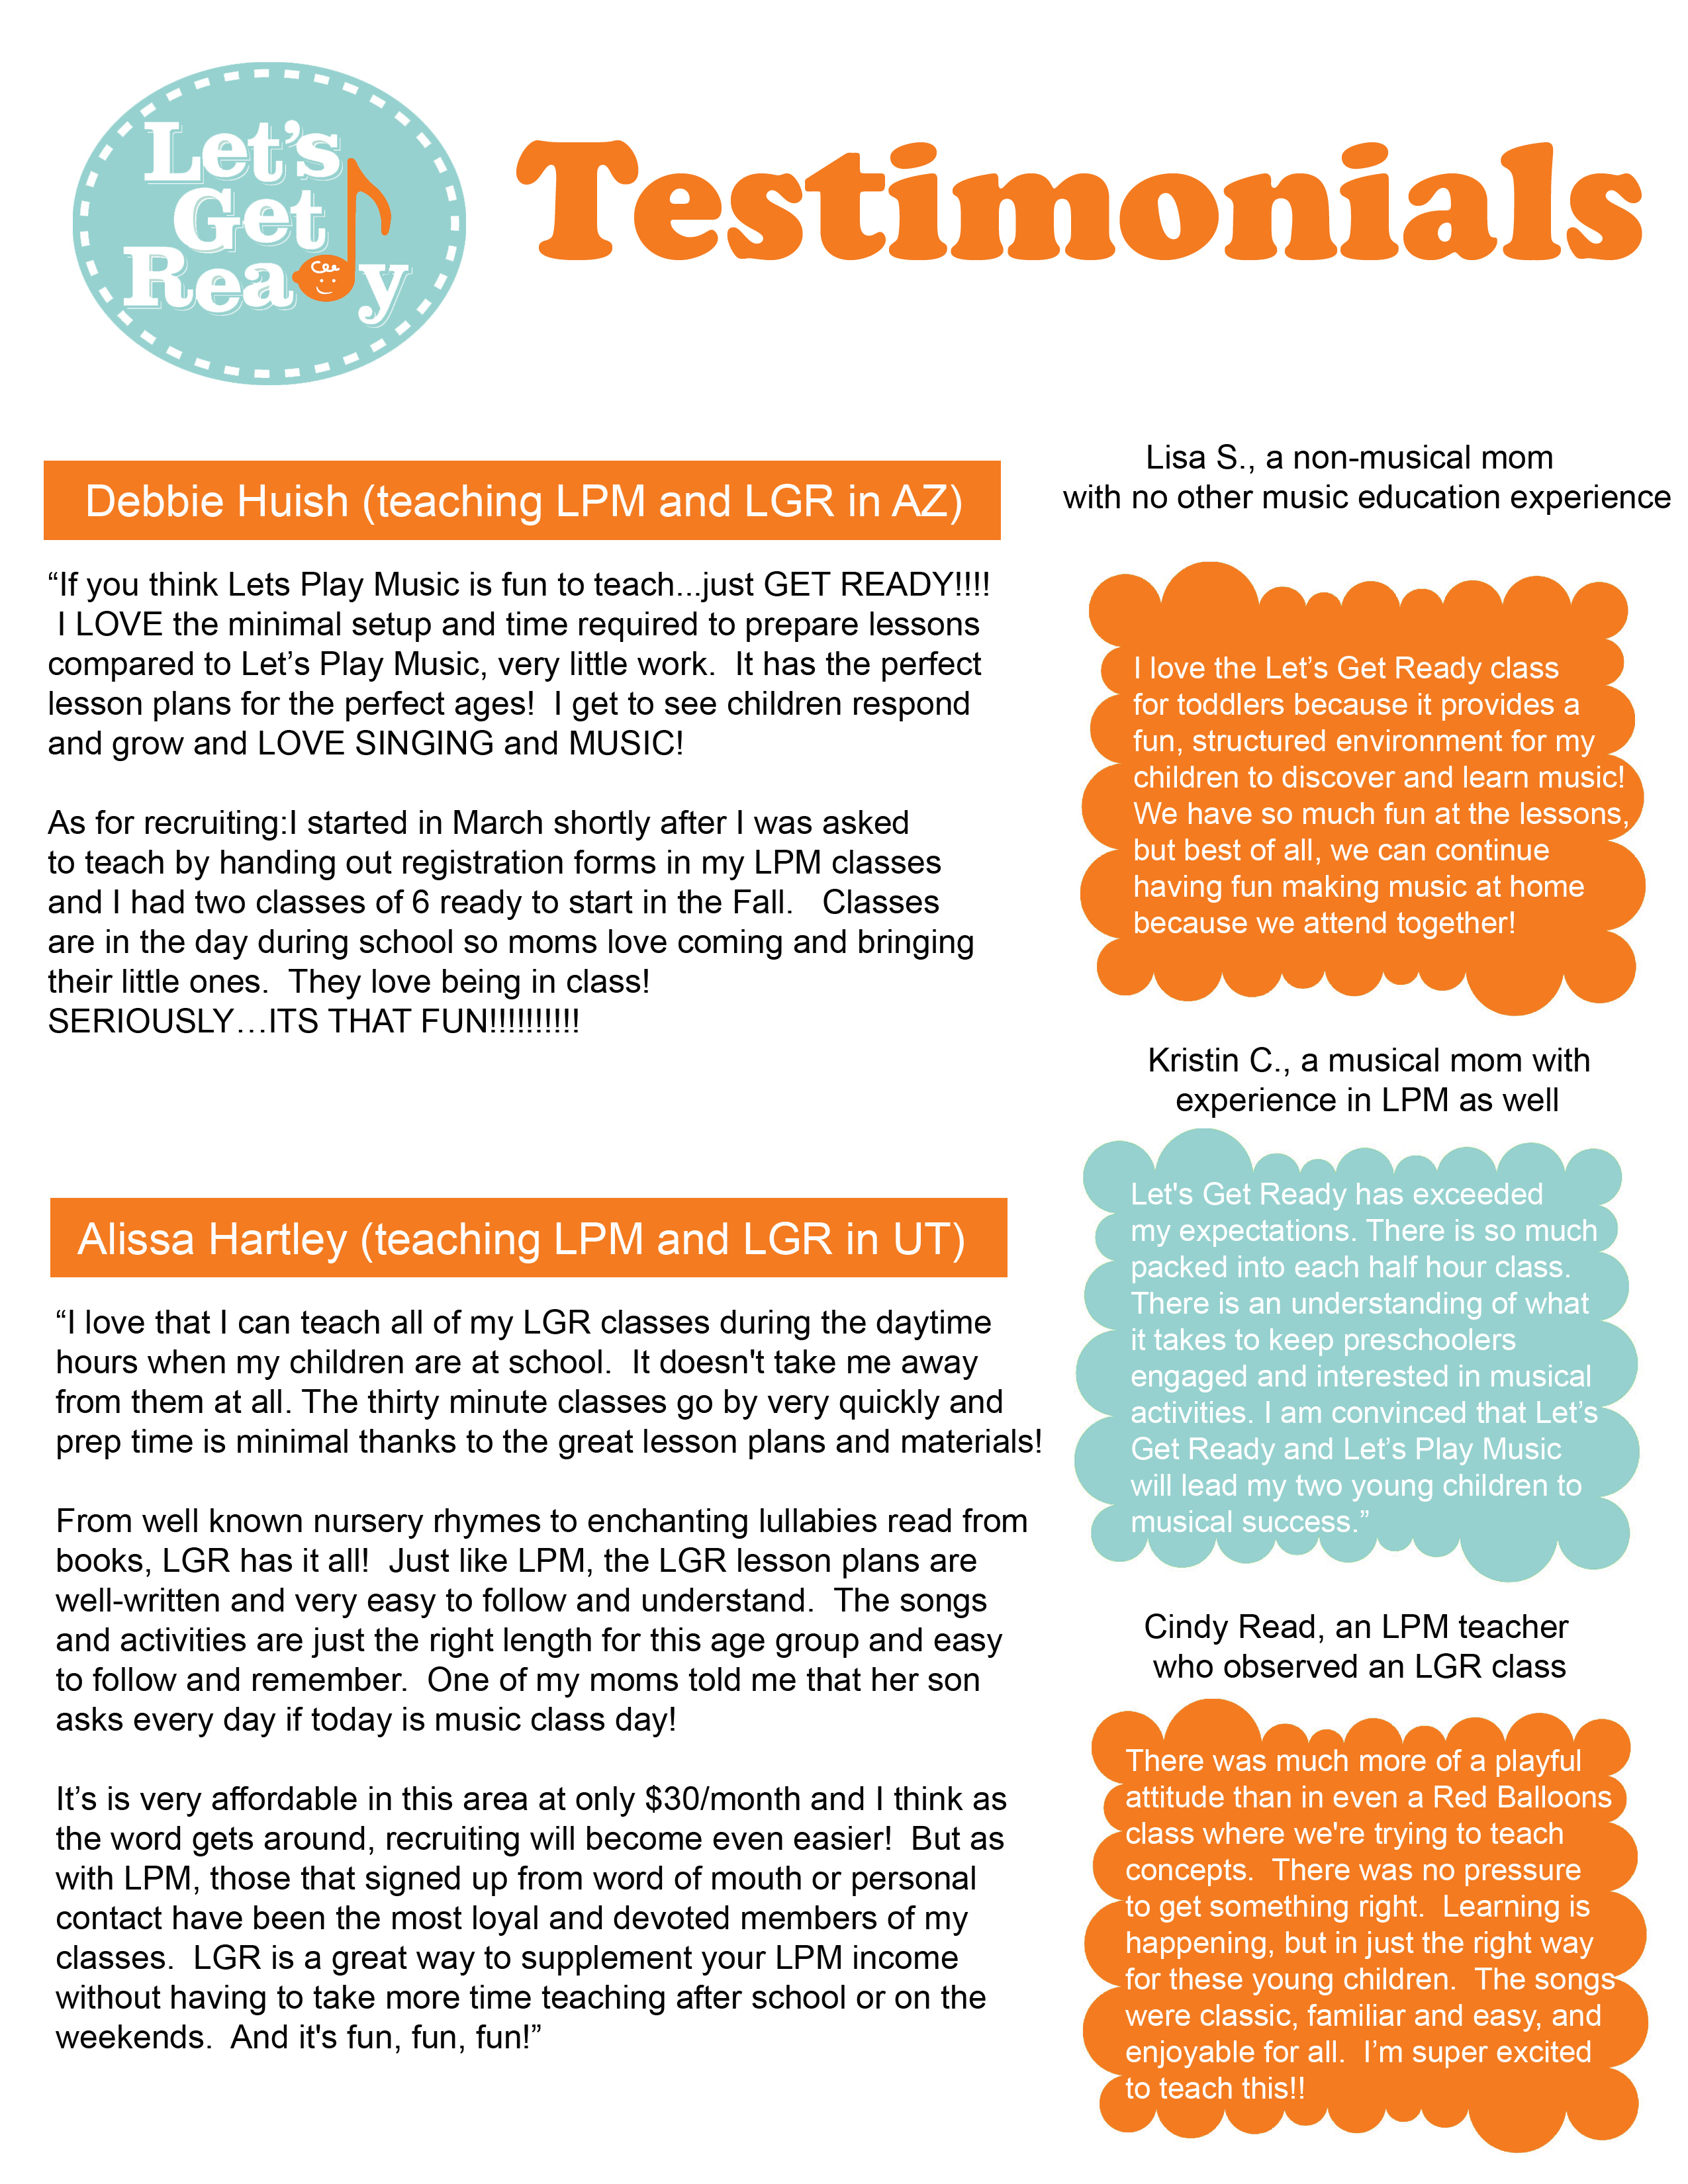 Let's
Get
Ready
Testimonials
Debbie Huish (teaching LPM and LGR in AZ)
“If you think Lets Play Music is fun to teach...just GET READY!!!!
I LOVE the minimal setup and time required to prepare lessons
compared to Let’s Play Music, very little work.  It has the perfect
lesson plans for the perfect ages!  I get to see children respond
and grow and LOVE SINGING and MUSIC!
As for recruiting:I started in March shortly after I was asked
to teach by handing out registration forms in my LPM classes
and I had two classes of 6 ready to start in the Fall.   Classes
are in the day during school so moms love coming and bringing
their little ones.  They love being in class!
SERIOUSLY…ITS THAT FUN!!!!!!!!!!
Alissa Hartley (teaching LPM and LGR in UT)
“I love that I can teach all of my LGR classes during the daytime
hours when my children are at school.  It doesn't take me away
from them at all. The thirty minute classes go by very quickly and
prep time is minimal thanks to the great lesson plans and materials!
From well known nursery rhymes to enchanting lullabies read from
books, LGR has it all!  Just like LPM, the LGR lesson plans are
well-written and very easy to follow and understand.  The songs
and activities are just the right length for this age group and easy
to follow and remember.  One of my moms told me that her son
asks every day if today is music class day!
It’s is very affordable in this area at only $30/month and I think as
the word gets around, recruiting will become even easier!  But as
with LPM, those that signed up from word of mouth or personal
contact have been the most loyal and devoted members of my
classes.  LGR is a great way to supplement your LPM income
without having to take more time teaching after school or on the
weekends.  And it's fun, fun, fun!”
Lisa S., a non-musical mom
with no other music education experience
I love the Let’s Get Ready class
for toddlers because it provides a
fun, structured environment for my
children to discover and learn music!
We have so much fun at the lessons,
but best of all, we can continue
having fun making music at home
because we attend together!
Kristin C., a musical mom with
experience in LPM as well
Let's Get Ready has exceeded
my expectations. There is so much
packed into each half hour class.
There is an understanding of what
it takes to keep preschoolers
engaged and interested in musical
activities. I am convinced that Let’s
Get Ready and Let’s Play Music
will lead my two young children to
musical success.”
Cindy Read, an LPM teacher
who observed an LGR class
There was much more of a playful
attitude than in even a Red Balloons
class where we're trying to teach
concepts.  There was no pressure
to get something right.  Learning is
happening, but in just the right way
for these young children.  The songs
were classic, familiar and easy, and
enjoyable for all.  I’m super excited
to teach this!!